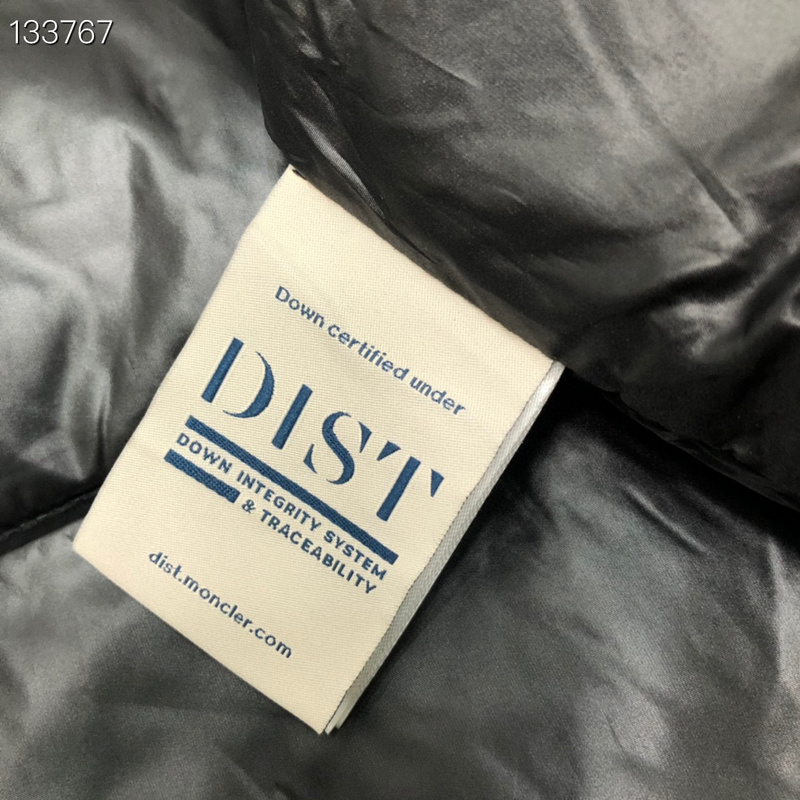 133767
Down certified under
DIST
DOWN INTEGRITY SYSTEM
& TRACEABILITY
dist.moncler.com